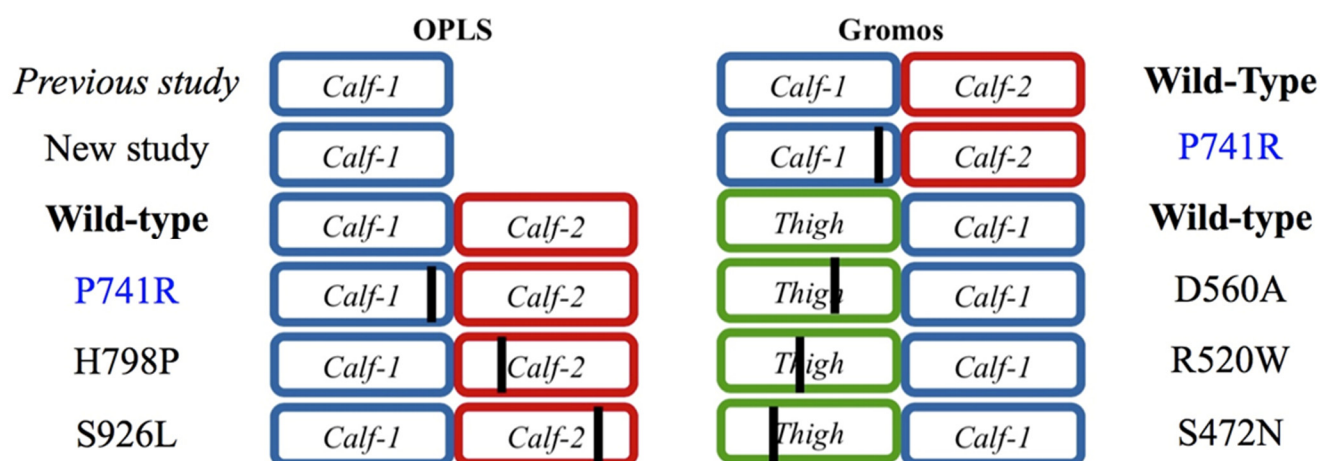 OPLS Gromos
Previous study Calf-1 Calf-1 Calf-2 Wild-Type
New study Calf-1 Calf-1 Calf-2 P741R
Wild-type Calf-1 Calf-2 Thigh Calf-1 Wild-type
P741R Calf-1 Calf-2 Thigh Calf-1 D560A
H798P Calf-1 Calf-2 Thigh Calf-1 R520W
S926L Calf-1 Calf-2 Thigh Calf-1 S472N